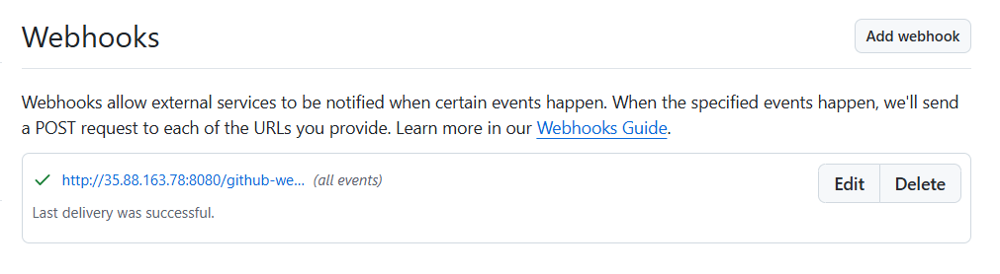 Webhooks
Add webhook
Webhooks allow external services to be notified when certain events happen. When the specified events happen, we'll send
a POST request to each of the URLs you provide. Learn more in our Webhooks Guide.
http://35.88.163.78:8080/github-we... (all events)
Edit
Delete
Last delivery was successful.